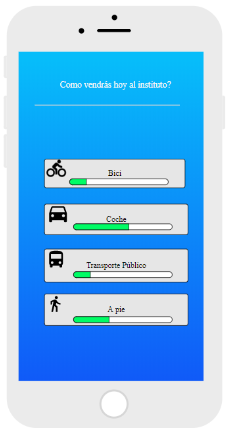 Como vendrás hoy al instituto?
Bici
Coche
Transporte Público
A pie